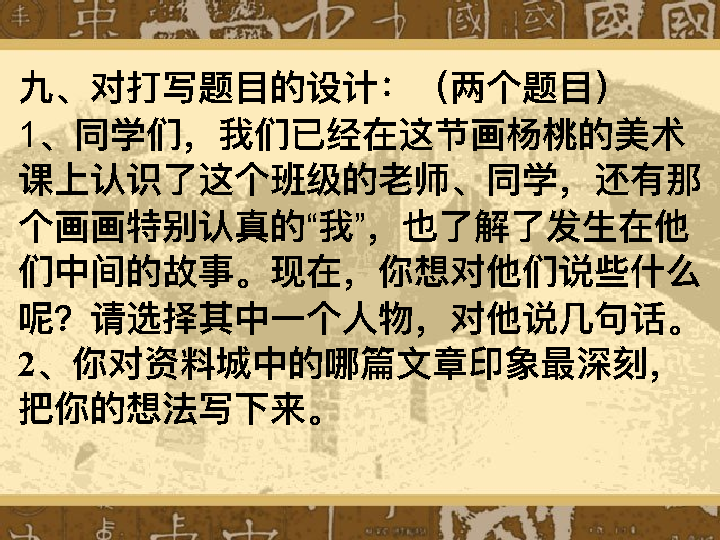 九、对打写题目的设计：（两个题目）
1、同学们，我们已经在这节画杨桃的美术
课上认识了这个班级的老师、同学，还有那
个画画特别认真的“我”，也了解了发生在他
们中间的故事。现在，你想对他们说些什么
呢？请选择其中一个人物，对他说几句话。
2、你对资料城中的哪篇文章印象最深刻，
把你的想法写下来。